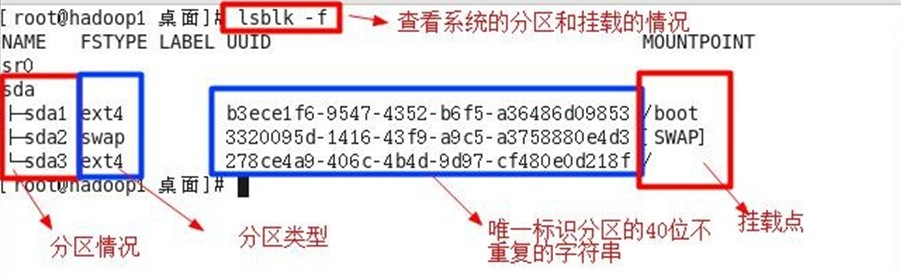 [root@hadoop1 桌面]# lsblk -f
查看系统的分区和挂载的情况
NAME FSTYPE LABEL UUID MOUNTPOINT
sr0
sda
├─sda1 ext4 b3ece1f6-9547-4352-b6f5-a36486d09853 /boot
├─sda2 swap 3320095d-1416-43f9-a9c5-a3758880e4d3 [SWAP]
└─sda3 ext4 278ce4a9-406c-4b4d-9d97-cf480e0d218f /
[root@hadoop1 桌面]#
分区情况
分区类型
唯一标识分区的40位不
重复的字符串
挂载点